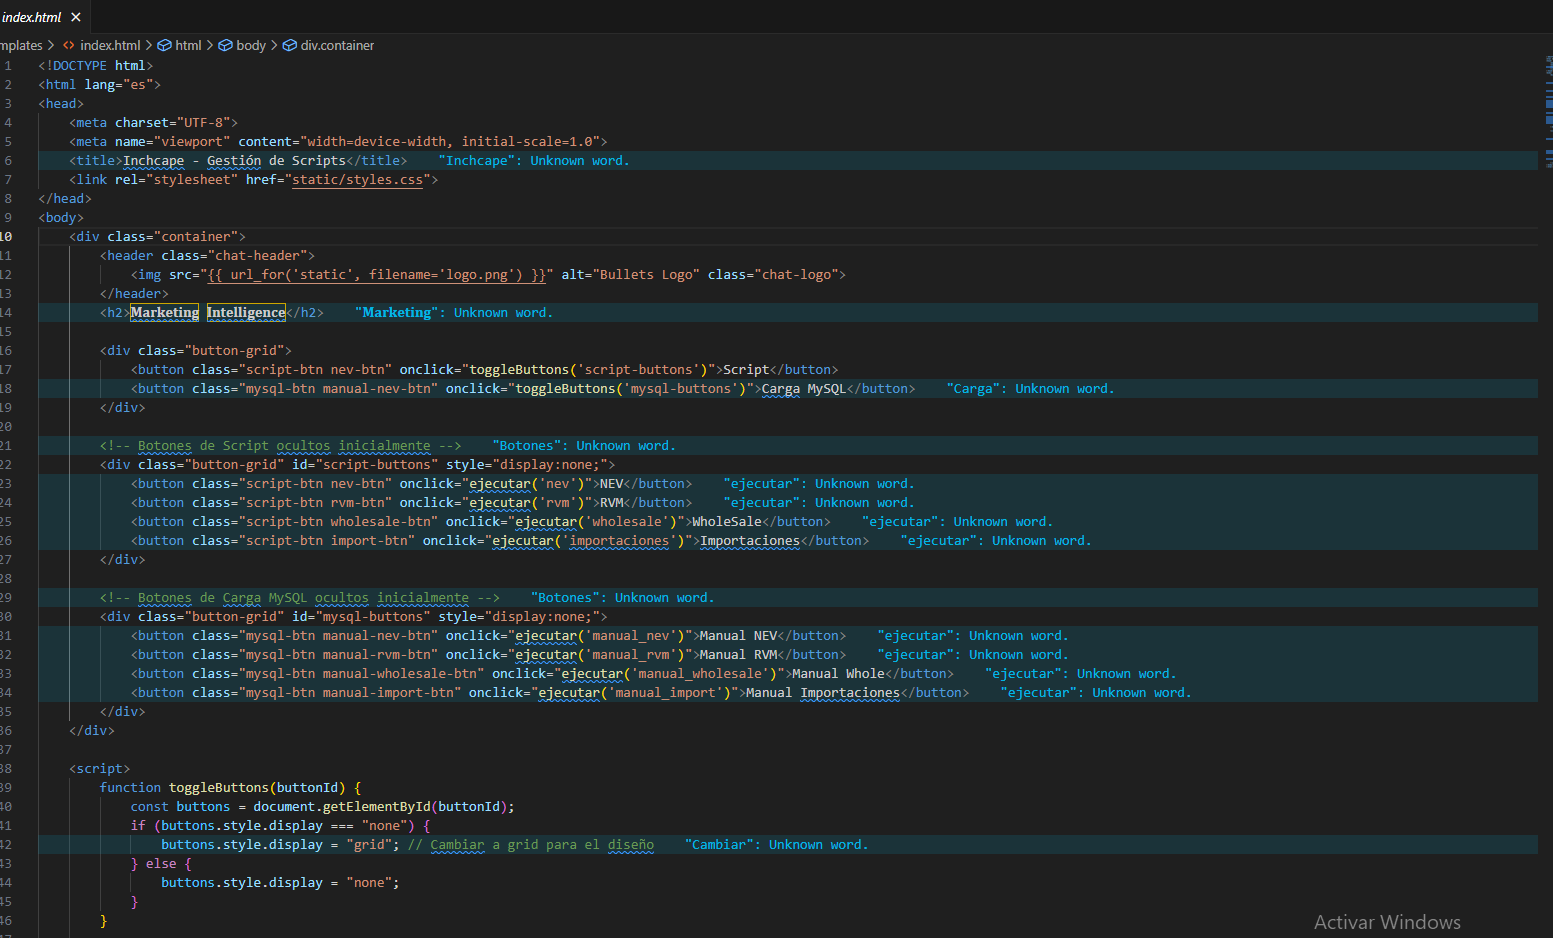 index.html ×
mplates > <> index.html > html > body > div.container
1 <!DOCTYPE html>
2 <html lang="es">
3 <head>
4 <meta charset="UTF-8">
5 <meta name="viewport" content="width=device-width, initial-scale=1.0">
6 <title>Inchcape - Gestión de Scripts</title> "Inchcape": Unknown word.
7 <link rel="stylesheet" href="static/styles.css">
8 </head>
9 <body>
10 <div class="container">
11 <header class="chat-header">
12 <img src="{{ url_for('static', filename='logo.png') }}" alt="Bullets Logo" class="chat-logo">
13 </header>
14 <h2>Marketing Intelligence</h2> "Marketing": Unknown word.
15
16 <div class="button-grid">
17 <button class="script-btn nev-btn" onclick="toggleButtons('script-buttons')">Script</button>
18 <button class="mysql-btn manual-nev-btn" onclick="toggleButtons('mysql-buttons')">Carga MySQL</button> "Carga": Unknown word.
19 </div>
20
21 <!-- Botones de Script ocultos inicialmente --> "Botones": Unknown word.
22 <div class="button-grid" id="script-buttons" style="display:none;">
23 <button class="script-btn nev-btn" onclick="ejecutar('nev')">NEV</button> "ejecutar": Unknown word.
24 <button class="script-btn rvm-btn" onclick="ejecutar('rvm')">RVM</button> "ejecutar": Unknown word.
25 <button class="script-btn wholesale-btn" onclick="ejecutar('wholesale')">WholeSale</button> "ejecutar": Unknown word.
26 <button class="script-btn import-btn" onclick="ejecutar('importaciones')">Importaciones</button> "ejecutar": Unknown word.
27 </div>
28
29 <!-- Botones de Carga MySQL ocultos inicialmente --> "Botones": Unknown word.
30 <div class="button-grid" id="mysql-buttons" style="display:none;">
31 <button class="mysql-btn manual-nev-btn" onclick="ejecutar('manual_nev')">Manual NEV</button> "ejecutar": Unknown word.
32 <button class="mysql-btn manual-rvm-btn" onclick="ejecutar('manual_rvm')">Manual RVM</button> "ejecutar": Unknown word.
33 <button class="mysql-btn manual-wholesale-btn" onclick="ejecutar('manual_wholesale')">Manual Whole</button> "ejecutar": Unknown word.
34 <button class="mysql-btn manual-import-btn" onclick="ejecutar('manual_import')">Manual Importaciones</button> "ejecutar": Unknown word.
35 </div>
36 </div>
37
38 <script>
39 function toggleButtons(buttonId) {
40 const buttons = document.getElementById(buttonId);
41 if (buttons.style.display === "none") {
42 buttons.style.display = "grid"; // Cambiar a grid para el diseño "Cambiar": Unknown word.
43 } else {
44 buttons.style.display = "none";
45 }
46 }
Activar Windows